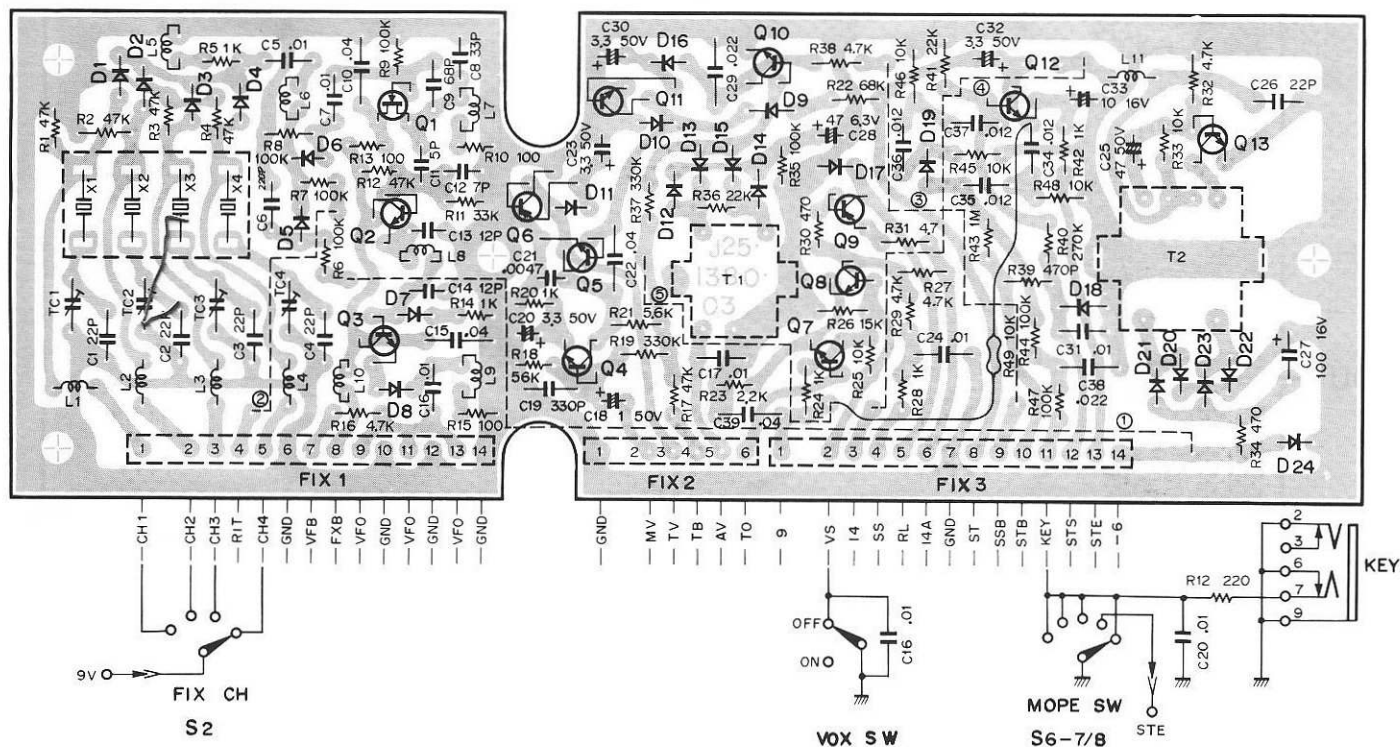 C30 .04 C32
D2 L5 R5 1K C5 .01 C10 .04 R9 100K C8 33P
3,3 50V D16 C29 .022 Q10 R38 4.7K R46 10K R41 22K 3,3 50V Q12 L11 R32 4.7K
D1 D3 D4 L6 C7 .01 C9 68P L7
Q11 D9 R22 68K ④ C33 10 16V C26 22P
R1 47K R2 47K R3 47K R4 47K R8 100K D6 Q1
C23 3,3 50V D10 D13 D15 D14 R35 100K 47 6.3V C28 C36 .012 D19 C37 .012 C34 .012 R42 1K C25 47 50V R33 10K Q13
R13 100 C11 5P R10 100
R12 47K C12 7P D17 R45 10K
X1 X2 X3 X4 C6 220P R7 100K R11 33K D11 R37 330K D12 R36 22K ③ C35 .012 R48 10K
D5 R6 100K Q2 C13 12P L8 Q6 C21 .0047 Q5 C22 .04 J25 1310 03 T1 R30 470 Q9 R31 4.7 R43 1M R40 270K T2
TC1 TC2 TC3 TC4 D7 C14 12P R20 1K ⑤ Q8 R27 4.7K R29 4.7K R39 470P D18
C1 22P C2 22 C3 22P C4 22P Q3 R14 1K C15 .04 C20 3,3 50V R21 5,6K R19 330K Q7 R26 15K C24 .01 R49 10K R44 100K C31 .01 D21 D20 D23 D22 C27 100 16V
L1 L2 L3 ② L4 L10 D8 C16 .01 L9 R18 56K Q4 C17 .01 R23 2,2K R24 1K R25 10K R28 1K R47 100K C38 .022
R16 4.7K R15 100 C19 330P C18 1 50V R17 47K C39 .04 ① R34 470 D24
1 2 3 4 5 6 7 8 9 10 11 12 13 14
1 2 3 4 5 6
1 2 3 4 5 6 7 8 9 10 11 12 13 14
FIX 1 FIX 2 FIX 3
CH1 CH2 CH3 RIT CH4 GND VFB FXB VFO GND VFO GND VFO GND
GND MV TV TB AV TO
9 VS 14 SS RL 14A GND ST SSB STB KEY STS STE -6
2
3
6
7
9
KEY
R12 220
OFF
ON
C16 .01
C20 .01
9V
FIX CH
S2
VOX SW
MOPE SW
S6-7/8
STE